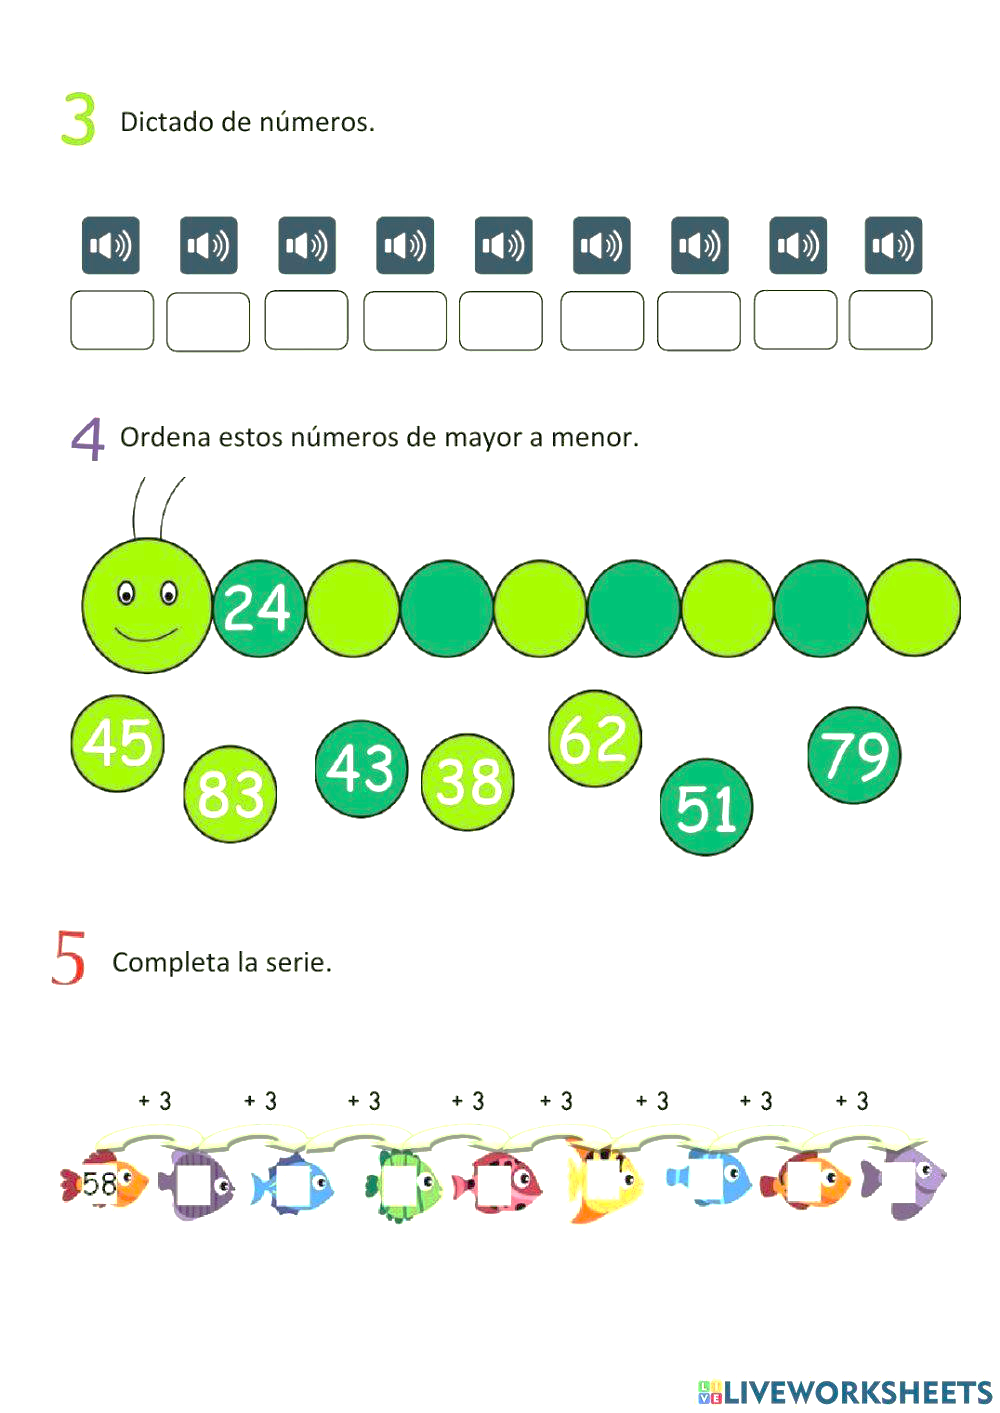 3 Dictado de números.
4 Ordena estos números de mayor a menor.
24
45 83 43 38 62 51 79
5 Completa la serie.
+ 3 + 3 + 3 + 3 + 3 + 3 + 3 + 3
58
LIVEWORKSHEETS